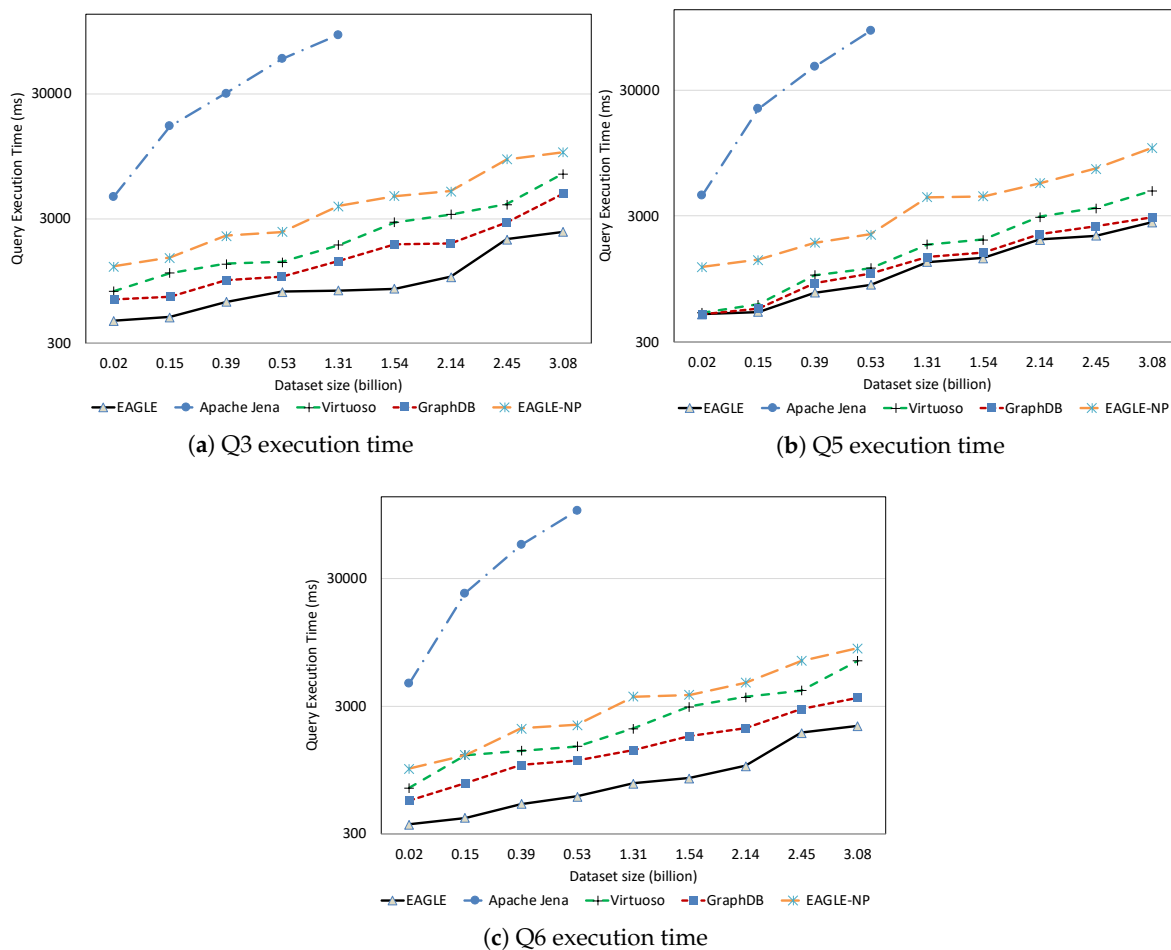 Query Execution Time (ms)
30000
3000
300
0.02 0.15 0.39 0.53 1.31 1.54 2.14 2.45 3.08
Dataset size (billion)
EAGLE Apache Jena Virtuoso GraphDB EAGLE-NP
(a) Q3 execution time
Query Execution Time (ms)
30000
3000
300
0.02 0.15 0.39 0.53 1.31 1.54 2.14 2.45 3.08
Dataset size (billion)
EAGLE Apache Jena Virtuoso GraphDB EAGLE-NP
(b) Q5 execution time
Query Execution Time (ms)
30000
3000
300
0.02 0.15 0.39 0.53 1.31 1.54 2.14 2.45 3.08
Dataset size (billion)
EAGLE Apache Jena Virtuoso GraphDB EAGLE-NP
(c) Q6 execution time